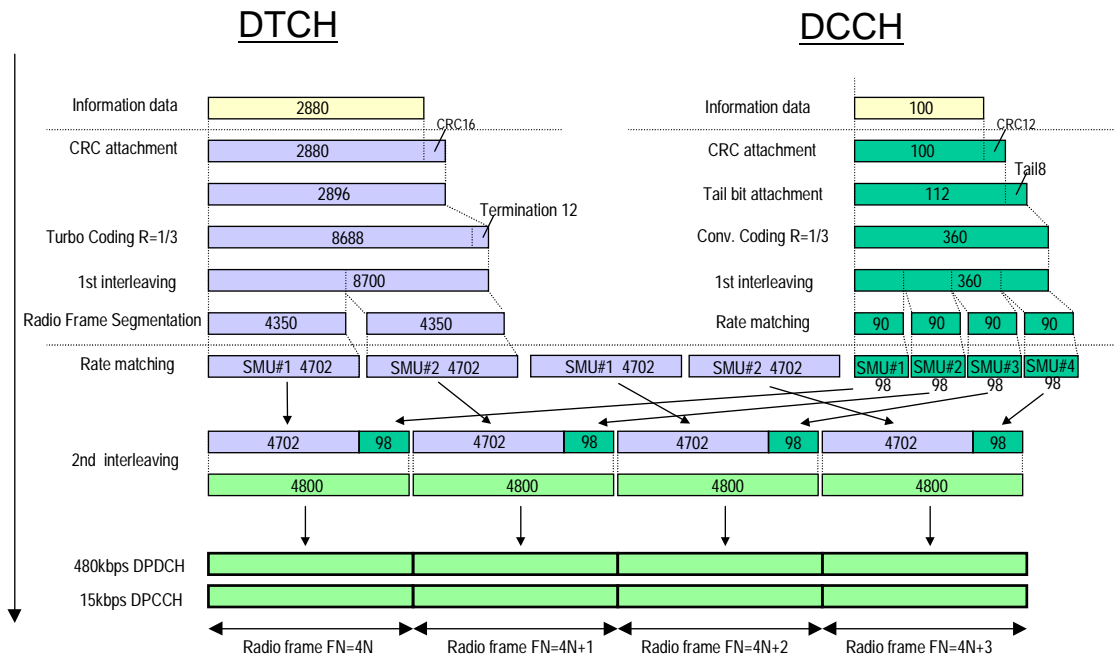 DTCH DCCH
Information data 2880 Information data 100
CRC16 CRC12
CRC attachment 2880 CRC attachment 100
Tail8
2896 Tail bit attachment 112
Termination 12
Turbo Coding R=1/3 8688 Conv. Coding R=1/3 360
1st interleaving 8700 1st interleaving 360
Radio Frame Segmentation 4350 4350 Rate matching 90 90 90 90
Rate matching SMU#1 4702 SMU#2 4702 SMU#1 4702 SMU#2 4702 SMU#1 SMU#2 SMU#3 SMU#4
98 98 98 98
4702 98 4702 98 4702 98 4702 98
2nd interleaving
4800 4800 4800 4800
480kbps DPDCH
15kbps DPCCH
Radio frame FN=4N Radio frame FN=4N+1 Radio frame FN=4N+2 Radio frame FN=4N+3